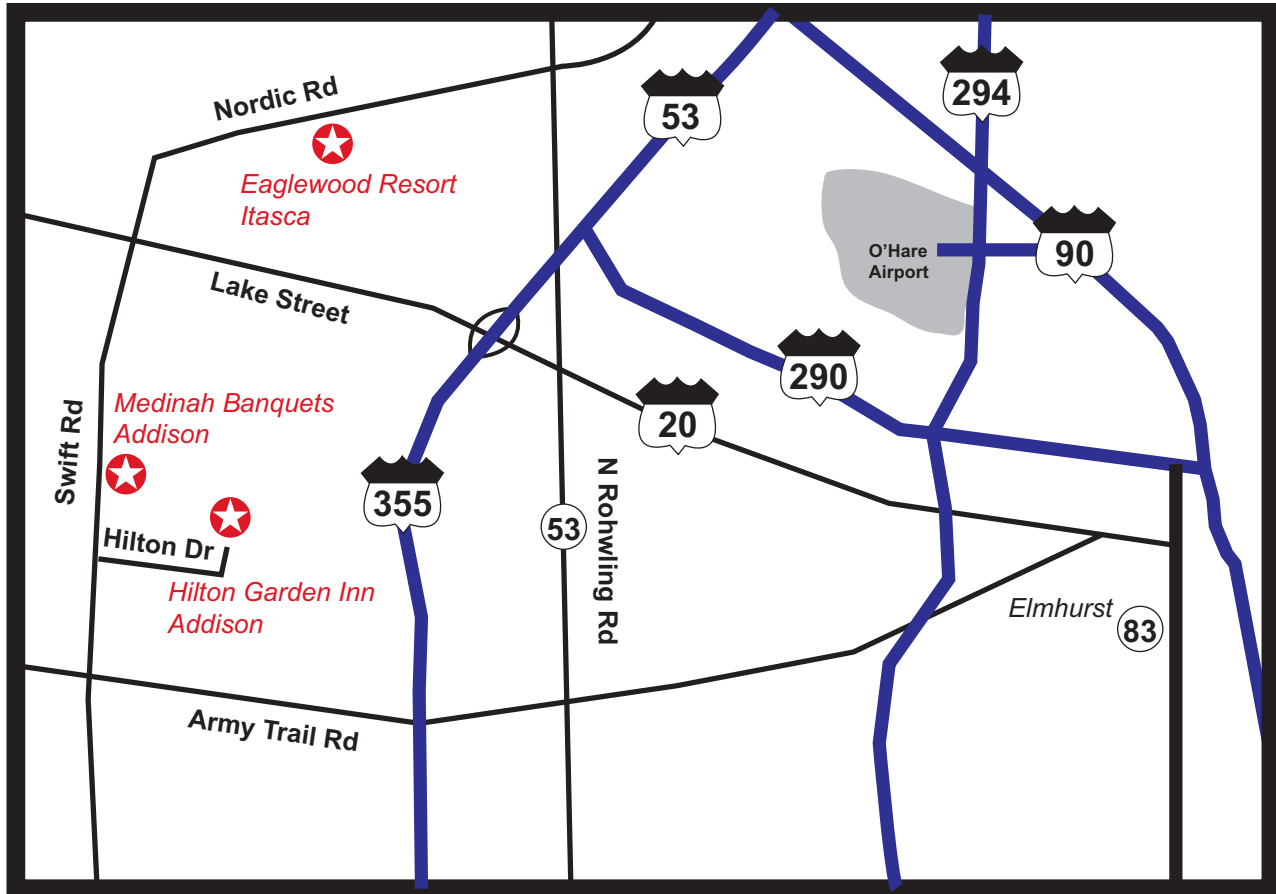 Nordic Rd
53
294
Eaglewood Resort
Itasca
O'Hare
Airport
90
Lake Street
290
20
Medinah Banquets
Addison
Swift Rd
355
N Rohwling Rd
53
Hilton Dr
Hilton Garden Inn
Addison
Elmhurst
83
Army Trail Rd